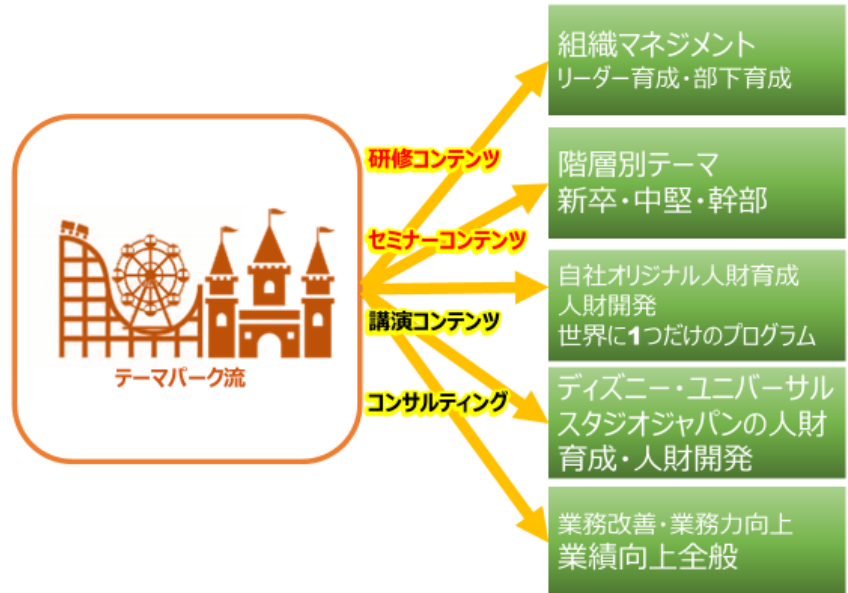 テーマパーク流
研修コンテンツ
セミナーコンテンツ
講演コンテンツ
コンサルティング
組織マネジメント
リーダー育成・部下育成
階層別テーマ
新卒・中堅・幹部
自社オリジナル人財育成
人財開発
世界に1つだけのプログラム
ディズニー・ユニバーサル
スタジオジャパンの人財
育成・人財開発
業務改善・業務力向上
業績向上全般